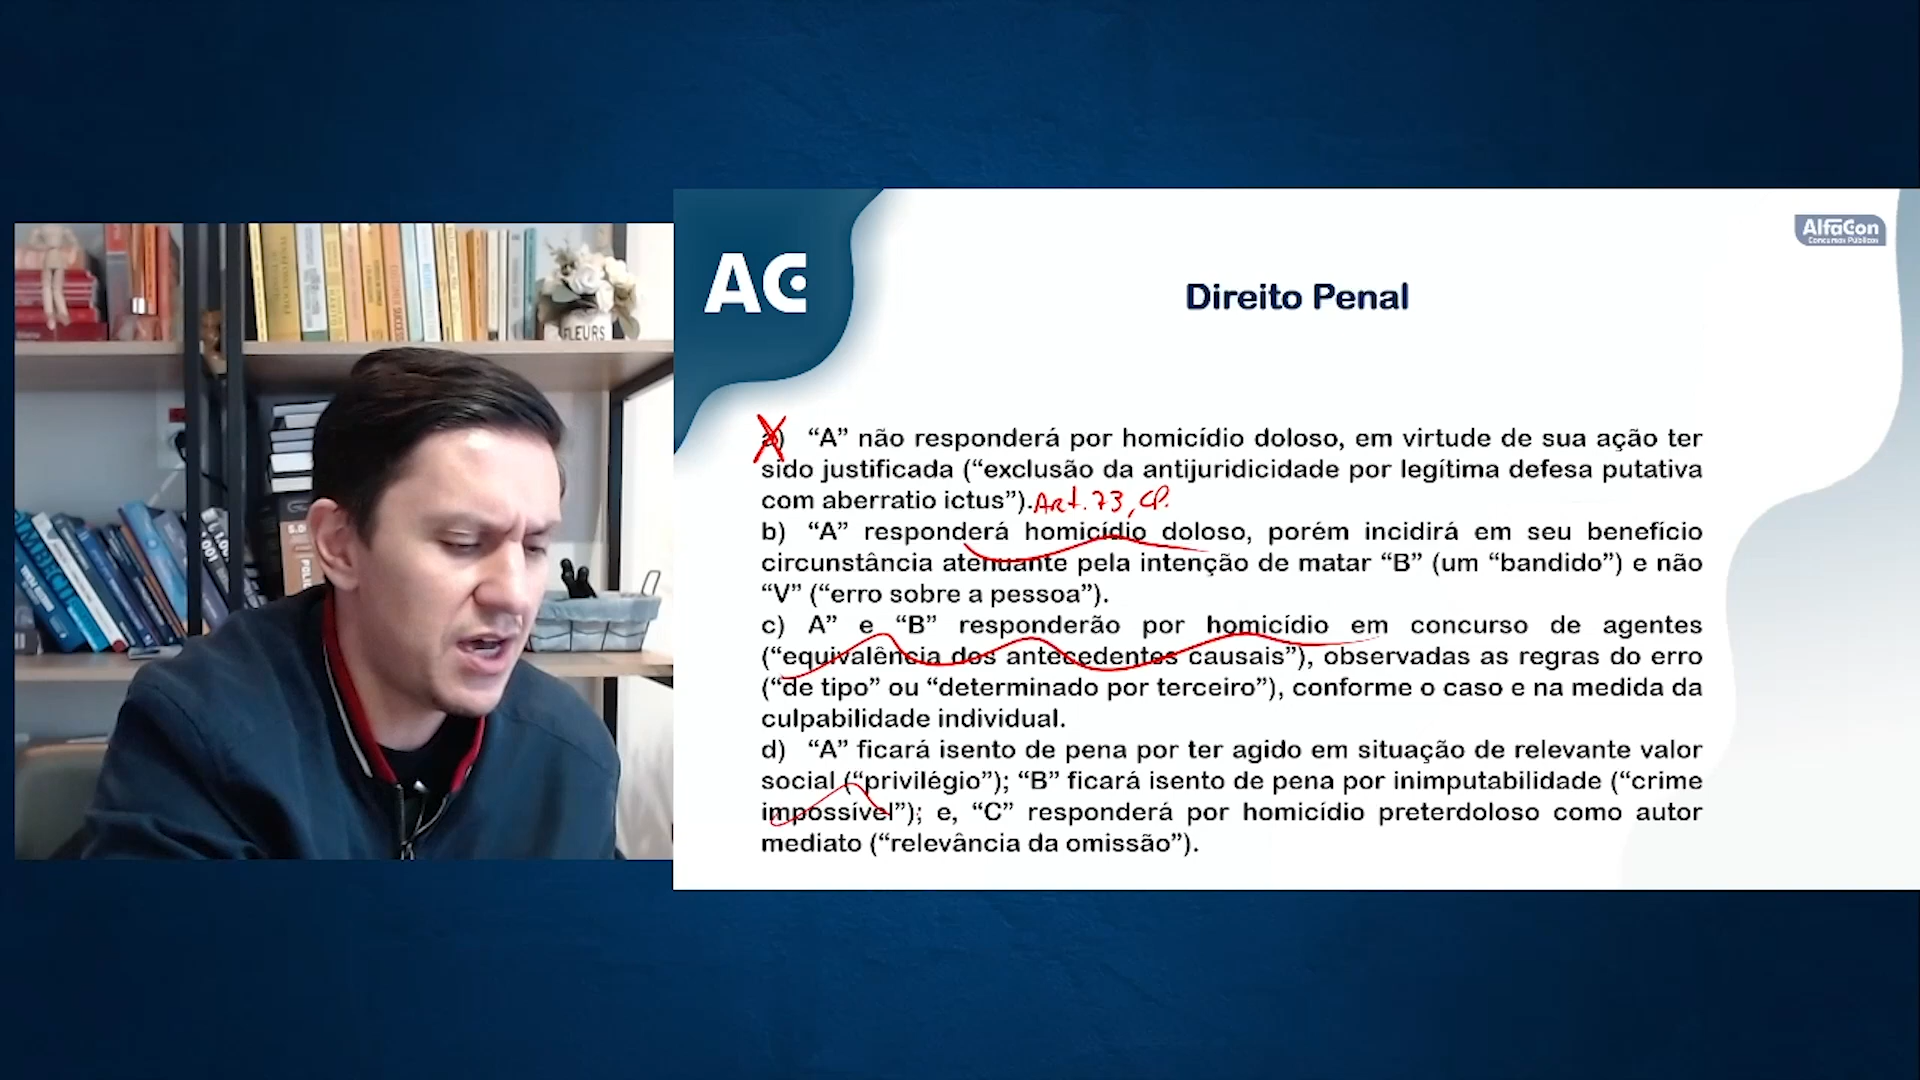 AC
AlfaCon
Concursos Públicos
Direito Penal
a) “A” não responderá por homicídio doloso, em virtude de sua ação ter
sido justificada (“exclusão da antijuridicidade por legítima defesa putativa
com aberratio ictus”). Art. 73, CP.
b) “A” responderá homicídio doloso, porém incidirá em seu benefício
circunstância atenuante pela intenção de matar “B” (um “bandido”) e não
“V” (“erro sobre a pessoa”).
c) A” e “B” responderão por homicídio em concurso de agentes
(“equivalência dos antecedentes causais”), observadas as regras do erro
(“de tipo” ou “determinado por terceiro”), conforme o caso e na medida da
culpabilidade individual.
d) “A” ficará isento de pena por ter agido em situação de relevante valor
social (“privilégio”); “B” ficará isento de pena por inimputabilidade (“crime
impossível”); e, “C” responderá por homicídio preterdoloso como autor
mediato (“relevância da omissão”).
FLEURS